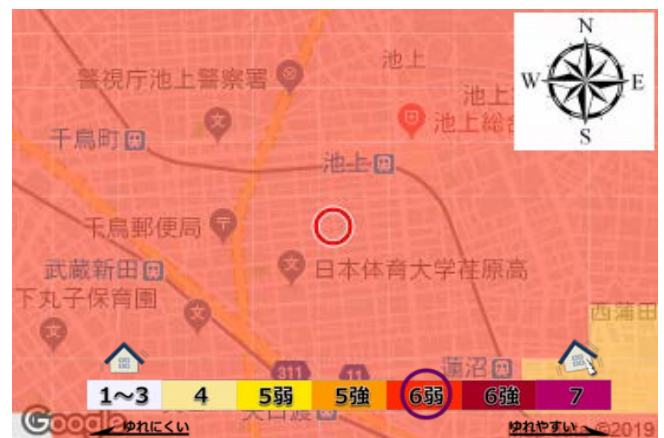 N
W
E
S
池上
警視庁池上警察署
池上
池上総合
千鳥町
池上
千鳥郵便局
武蔵新田
日本体育大学荏原高
下丸子保育園
西蒲田
311
11
蓮沼
1～3 4 5弱 5強 6弱 6強 7
Google
ゆれにくい
ゆれやすい
©2019